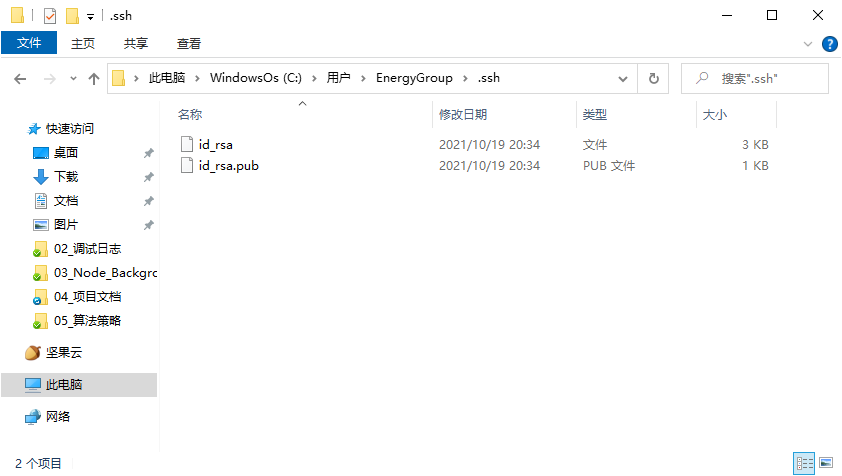 .ssh
文件 主页 共享 查看
此电脑 WindowsOs (C:) 用户 EnergyGroup .ssh 搜索".ssh"
名称 修改日期 类型 大小
快速访问
桌面
下载
文档
图片
02_调试日志
03_Node_Backgro
04_项目文档
05_算法策略
坚果云
此电脑
网络
id_rsa 2021/10/19 20:34 文件 3 KB
id_rsa.pub 2021/10/19 20:34 PUB 文件 1 KB
2 个项目